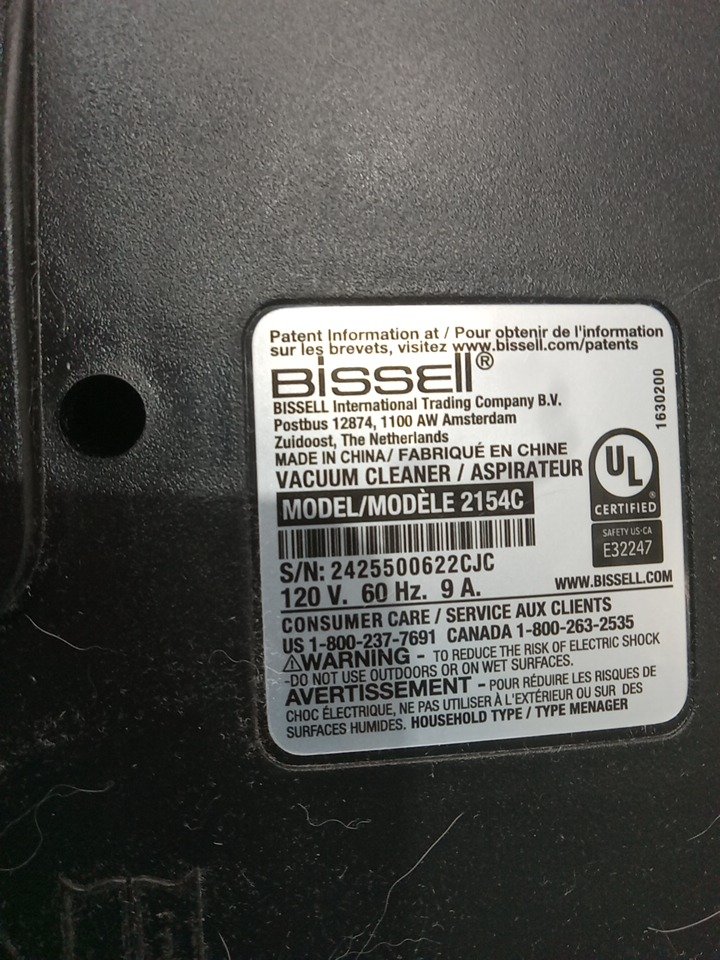 Patent Information at / Pour obtenir de l'information
sur les brevets, visitez www.bissell.com/patents
BISSELL®
BISSELL International Trading Company B.V.
Postbus 12874, 1100 AW Amsterdam
Zuidoost, The Netherlands
MADE IN CHINA/ FABRIQUÉ EN CHINE
VACUUM CLEANER / ASPIRATEUR
MODEL/MODÈLE 2154C
S/N: 2425500622CJC
120 V. 60 Hz. 9 A.
1630200
UL
®
CERTIFIED
SAFETY US-CA
E32247
WWW.BISSELL.COM
CONSUMER CARE / SERVICE AUX CLIENTS
US 1-800-237-7691 CANADA 1-800-263-2535
⚠WARNING - TO REDUCE THE RISK OF ELECTRIC SHOCK
-DO NOT USE OUTDOORS OR ON WET SURFACES.
AVERTISSEMENT - POUR RÉDUIRE LES RISQUES DE
CHOC ÉLECTRIQUE, NE PAS UTILISER À L'EXTÉRIEUR OU SUR DES
SURFACES HUMIDES. HOUSEHOLD TYPE / TYPE MENAGER